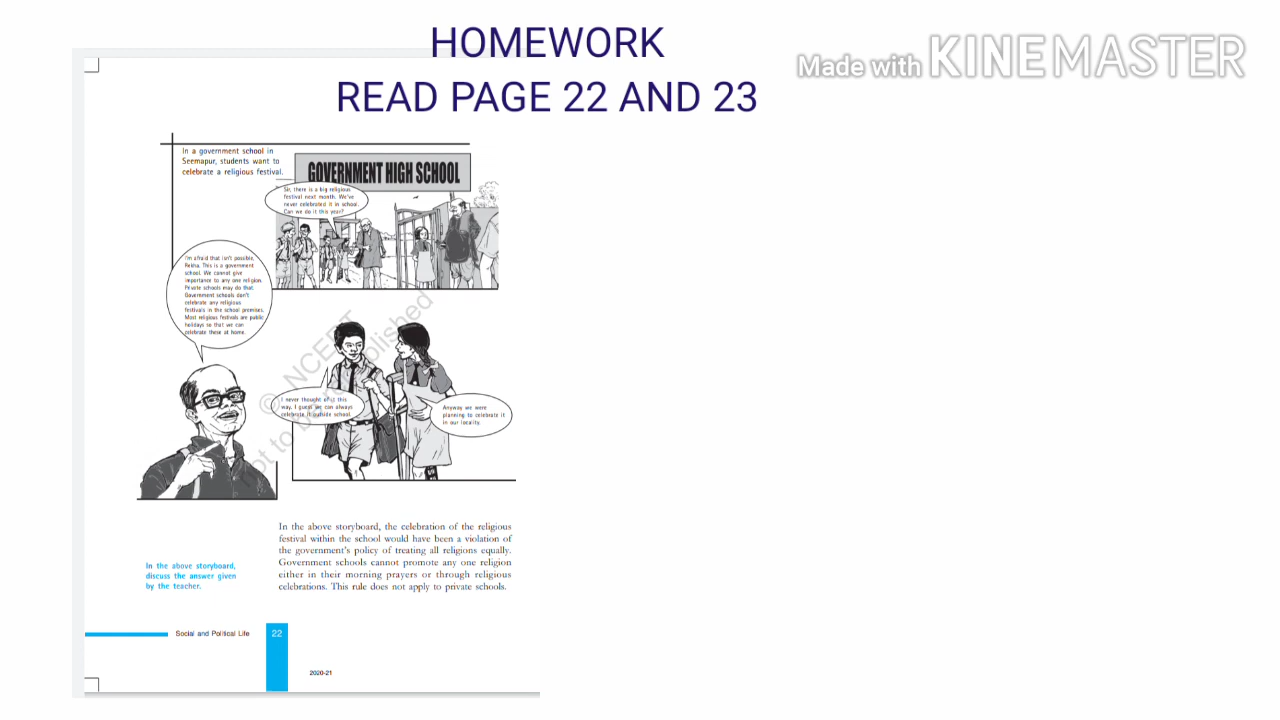 HOMEWORK
READ PAGE 22 AND 23
Made with KINEMASTER
In a government school in
Seemapur, students want to
celebrate a religious festival.
GOVERNMENT HIGH SCHOOL
Sir, there is a big religious
festival next month. We've
never celebrated it in school.
Can we do it this year?
I'm afraid that isn't possible,
Rekha. This is a government
school. We cannot give
importance to any one religion.
Private schools may do that.
Government schools don't
celebrate any religious
festivals in the school premises.
Most religious festivals are public
holidays so that we can
celebrate these at home.
I never thought of it this
way. I guess we can always
celebrate it outside school.
Anyway we were
planning to celebrate it
in our locality.
© NCERT
not to be republished
In the above storyboard, the celebration of the religious
festival within the school would have been a violation of
the government's policy of treating all religions equally.
Government schools cannot promote any one religion
either in their morning prayers or through religious
celebrations. This rule does not apply to private schools.
In the above storyboard,
discuss the answer given
by the teacher.
Social and Political Life
22
2020-21